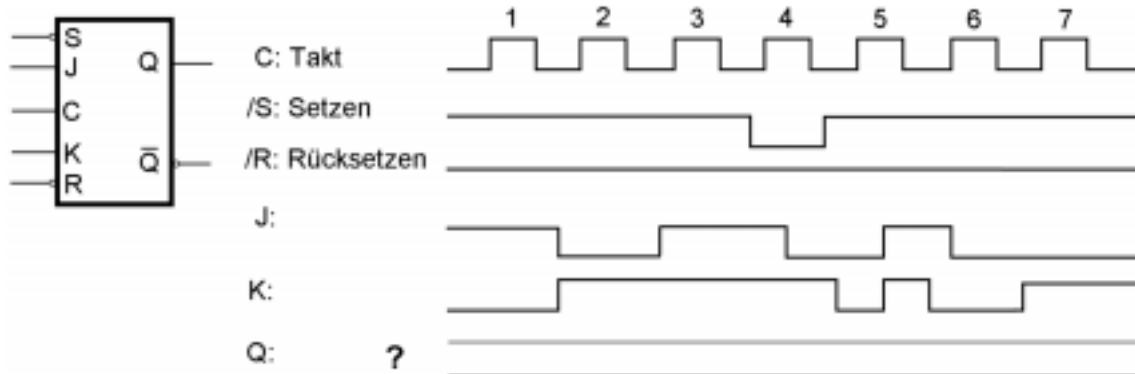 1 2 3 4 5 6 7
S
J Q
C
K Q̅
R
C: Takt
/S: Setzen
/R: Rücksetzen
J:
K:
Q: ?